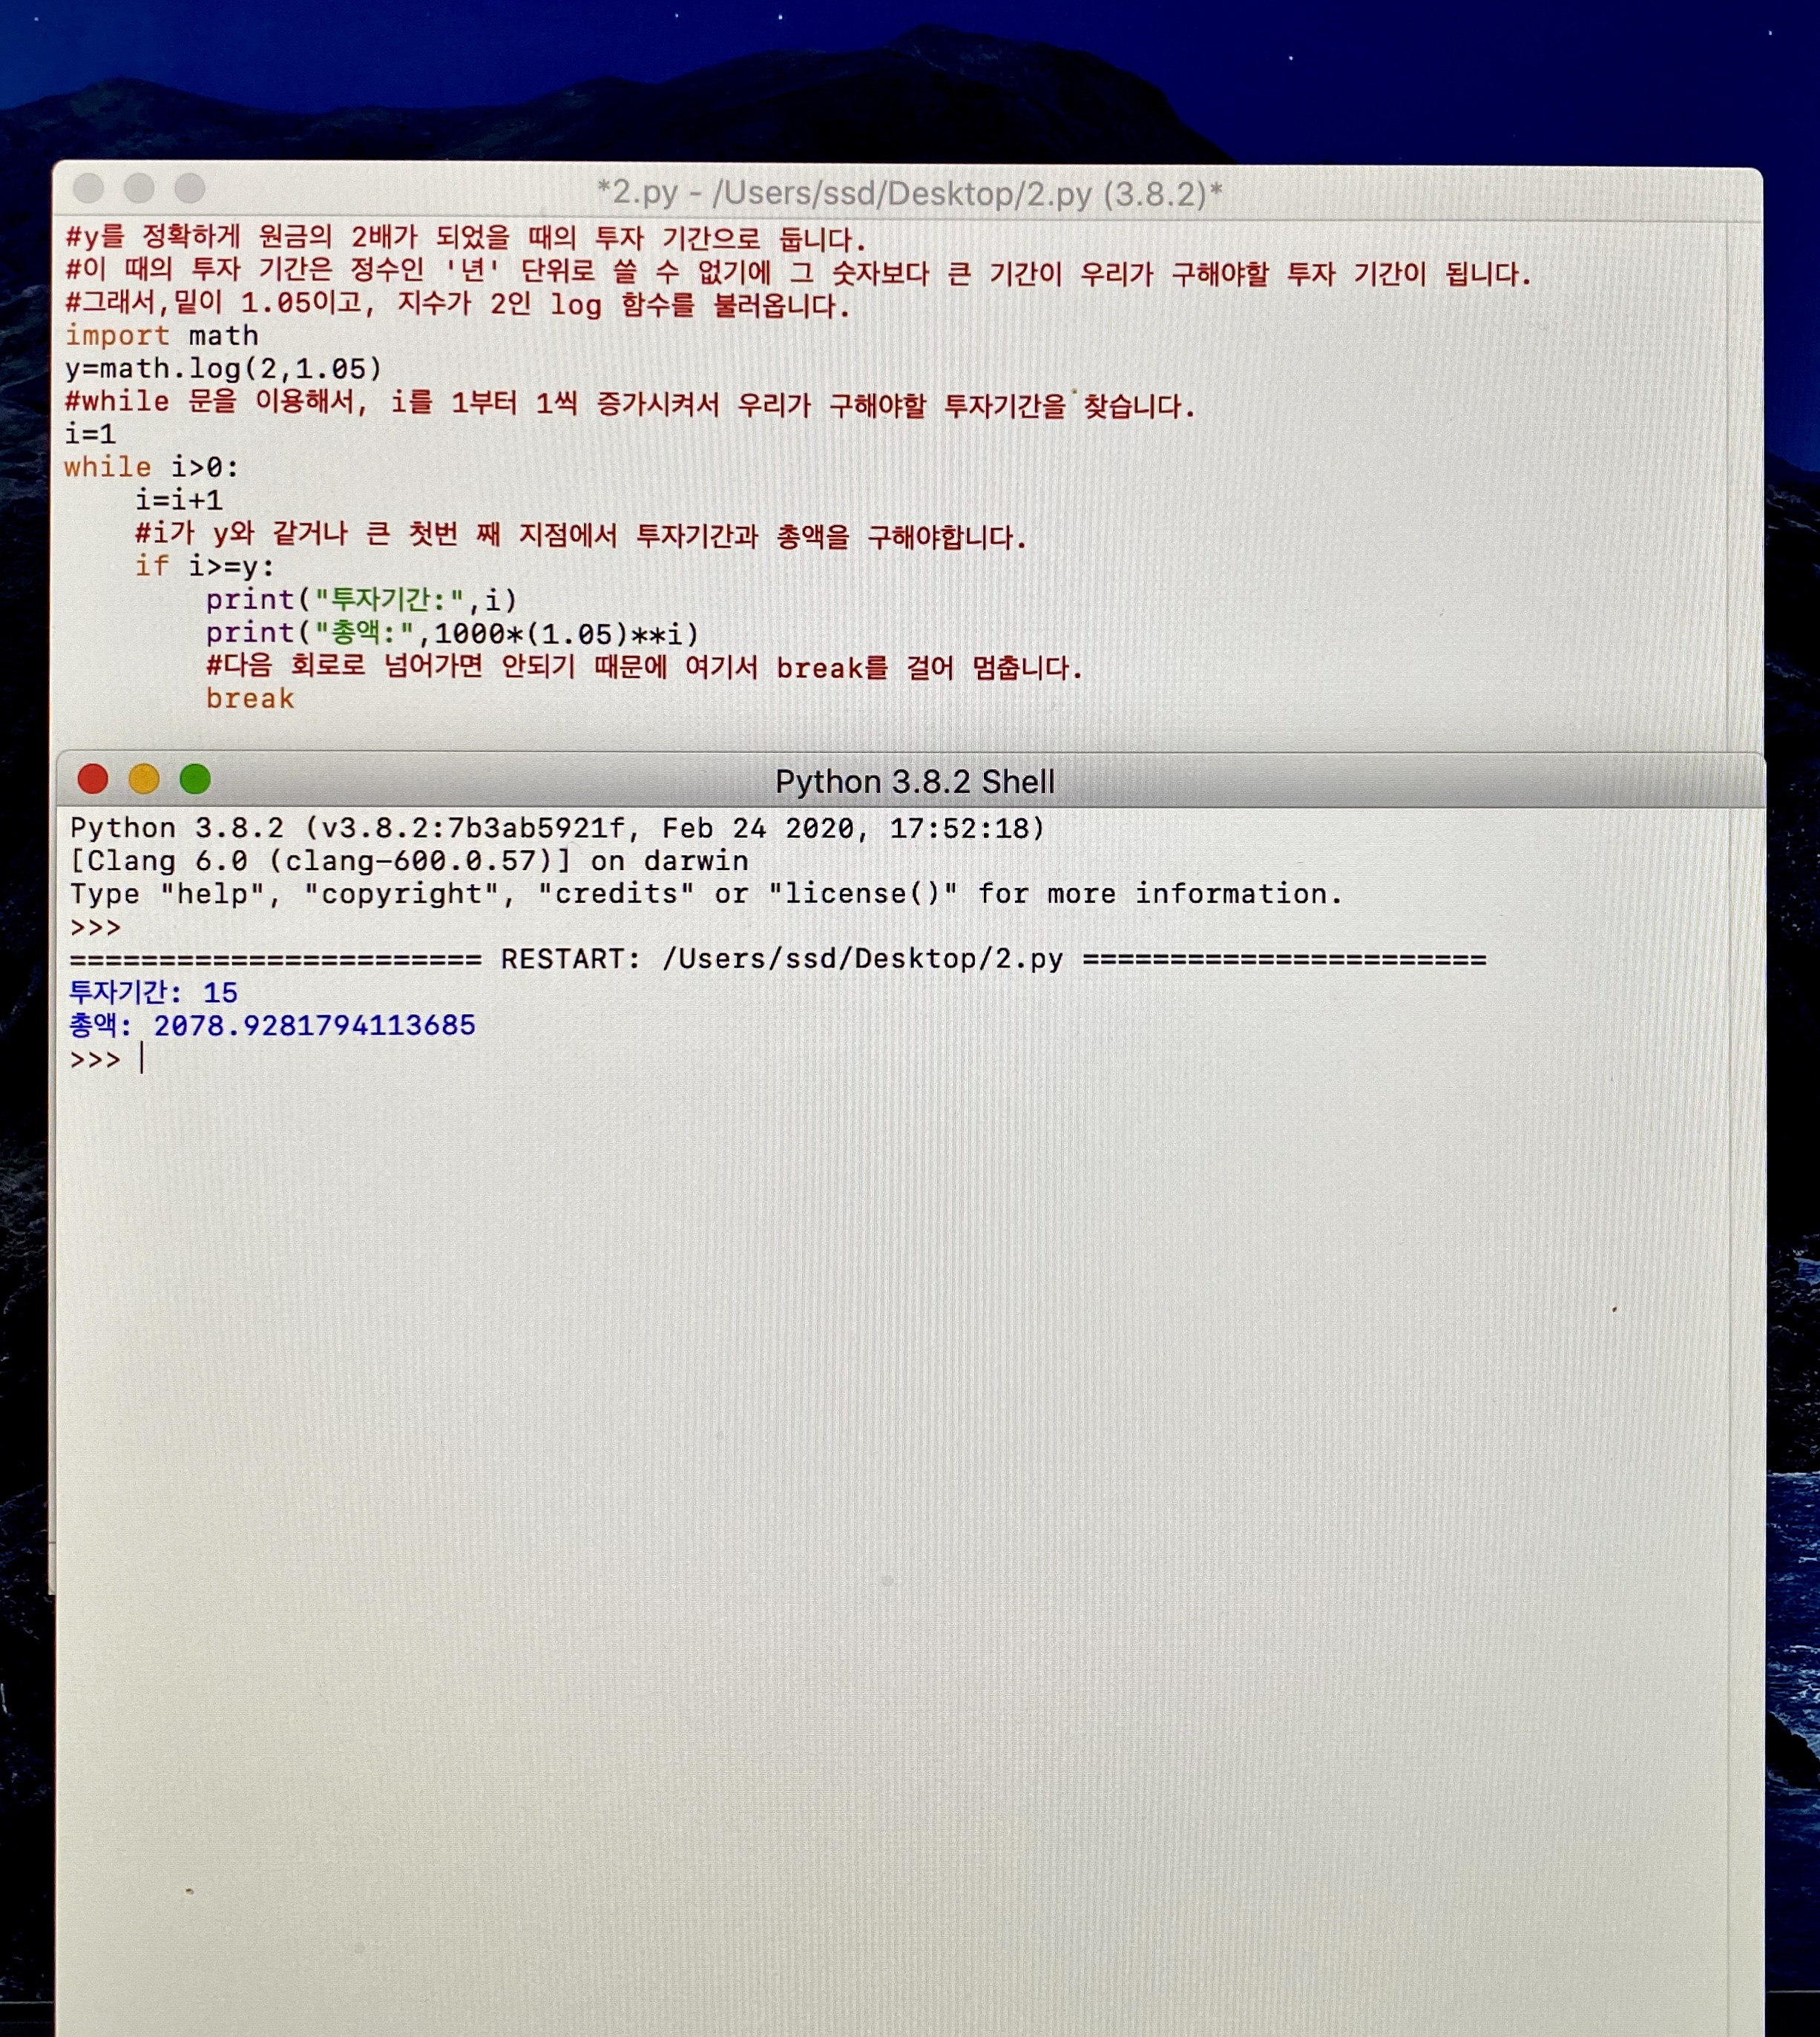 *2.py - /Users/ssd/Desktop/2.py (3.8.2)*
#y를 정확하게 원금의 2배가 되었을 때의 투자 기간으로 둡니다.
#이 때의 투자 기간은 정수인 '년' 단위로 쓸 수 없기에 그 숫자보다 큰 기간이 우리가 구해야할 투자 기간이 됩니다.
#그래서,밑이 1.05이고, 지수가 2인 log 함수를 불러옵니다.
import math
y=math.log(2,1.05)
#while 문을 이용해서, i를 1부터 1씩 증가시켜서 우리가 구해야할 투자기간을 찾습니다.
i=1
while i>0:
    i=i+1
    #i가 y와 같거나 큰 첫번 째 지점에서 투자기간과 총액을 구해야합니다.
    if i>=y:
        print("투자기간:",i)
        print("총액:",1000*(1.05)**i)
        #다음 회로로 넘어가면 안되기 때문에 여기서 break를 걸어 멈춥니다.
        break
Python 3.8.2 Shell
Python 3.8.2 (v3.8.2:7b3ab5921f, Feb 24 2020, 17:52:18)
[Clang 6.0 (clang-600.0.57)] on darwin
Type "help", "copyright", "credits" or "license()" for more information.
>>>
======================= RESTART: /Users/ssd/Desktop/2.py =======================
투자기간: 15
총액: 2078.9281794113685
>>>